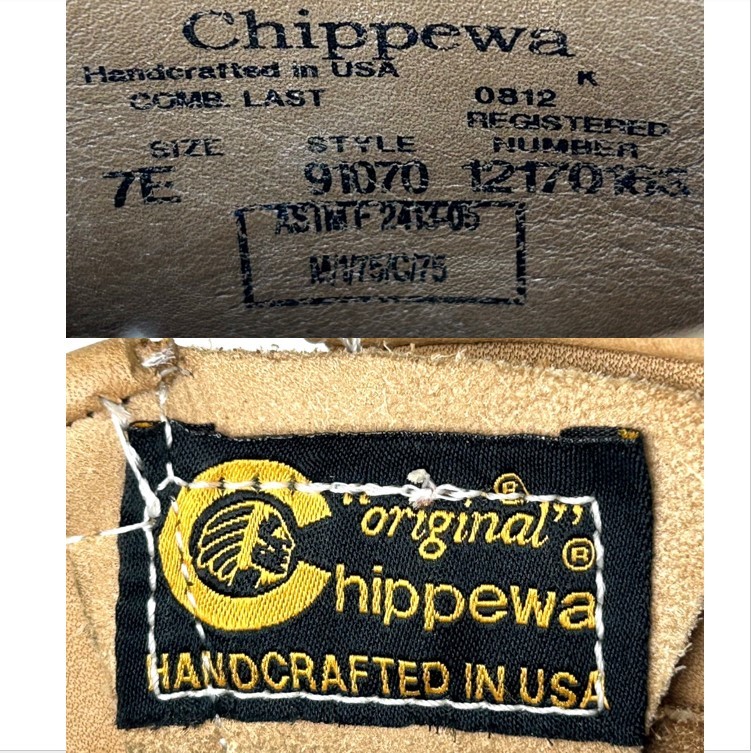 Chippewa
Handcrafted in USA K
COMB. LAST 0812
REGISTERED
SIZE STYLE NUMBER
7E 91070
ASTM F 2413-05
M/I/75/C/75
"original" ®
Chippewa ®
HANDCRAFTED IN USA